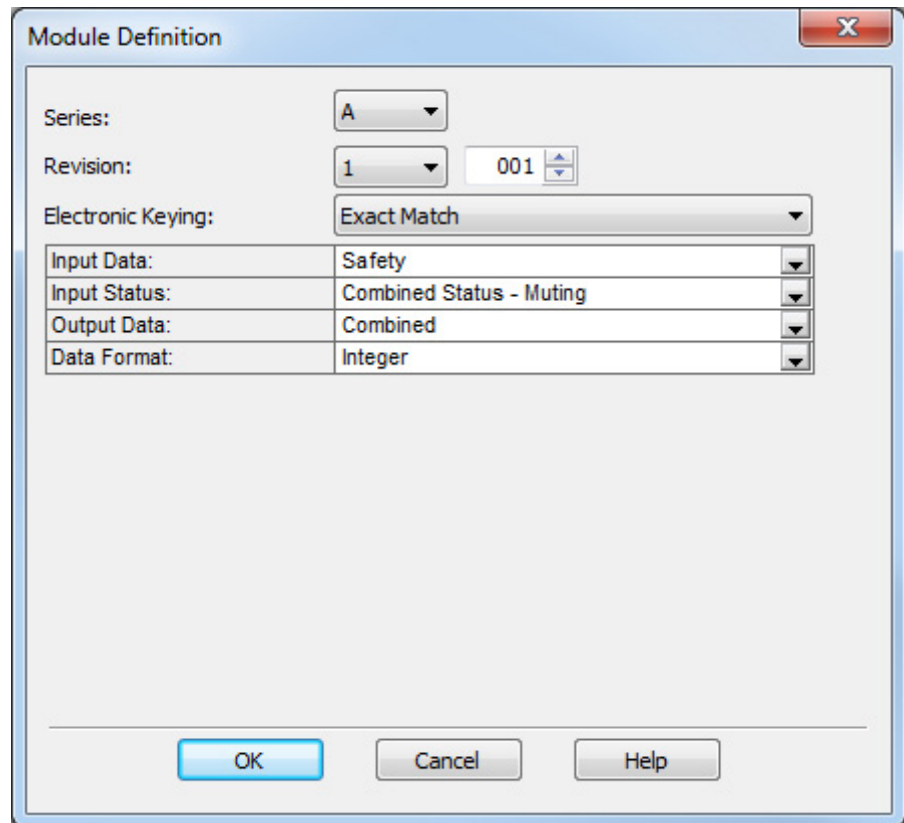 Module Definition
Series: A
Revision: 1 001
Electronic Keying: Exact Match
Input Data: Safety
Input Status: Combined Status - Muting
Output Data: Combined
Data Format: Integer
OK Cancel Help